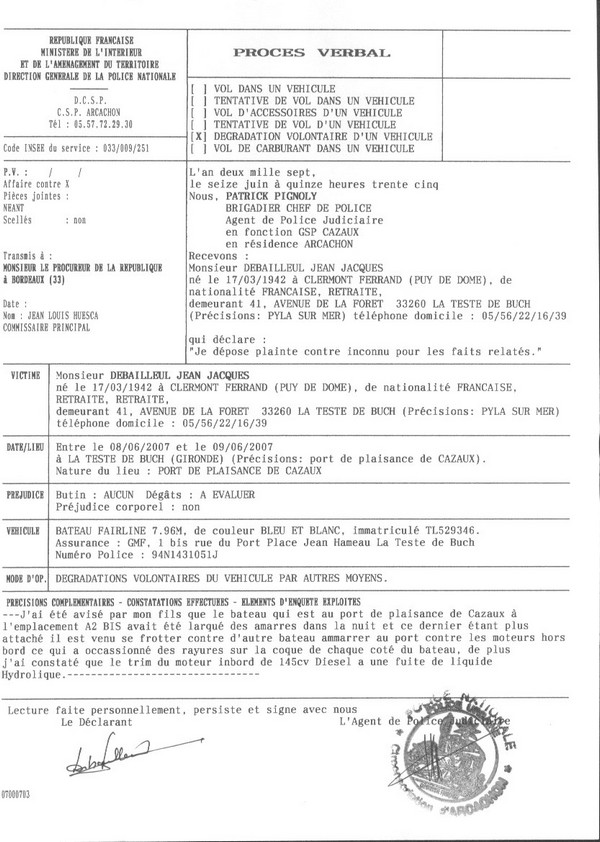 REPUBLIQUE FRANCAISE
MINISTERE DE L'INTERIEUR
ET DE L'AMENAGEMENT DU TERRITOIRE
DIRECTION GENERALE DE LA POLICE NATIONALE
D.C.S.P.
C.S.P. ARCACHON
Tél : 05.57.72.29.30
Code INSEE du service : 033/009/251
PROCES VERBAL
[ ] VOL DANS UN VEHICULE
[ ] TENTATIVE DE VOL DANS UN VEHICULE
[ ] VOL D'ACCESSOIRES D'UN VEHICULE
[ ] TENTATIVE DE VOL D'UN VEHICULE
[X] DEGRADATION VOLONTAIRE D'UN VEHICULE
[ ] VOL DE CARBURANT DANS UN VEHICULE
P.V. : / /
Affaire contre X
Pièces jointes :
NEANT
Scellés : non
Transmis à :
MONSIEUR LE PROCUREUR DE LA REPUBLIQUE
à BORDEAUX (33)
Date :
Nom : JEAN LOUIS HUESCA
COMMISSAIRE PRINCIPAL
L'an deux mille sept,
le seize juin à quinze heures trente cinq
Nous, PATRICK PIGNOLY
BRIGADIER CHEF DE POLICE
Agent de Police Judiciaire
en fonction GSP CAZAUX
en résidence ARCACHON
Recevons :
Monsieur DEBAILLEUL JEAN JACQUES
né le 17/03/1942 à CLERMONT FERRAND (PUY DE DOME), de
nationalité FRANCAISE, RETRAITE,
demeurant 41, AVENUE DE LA FORET 33260 LA TESTE DE BUCH
(Précisions: PYLA SUR MER) téléphone domicile : 05/56/22/16/39
qui déclare :
"Je dépose plainte contre inconnu pour les faits relatés."
VICTIME
Monsieur DEBAILLEUL JEAN JACQUES
né le 17/03/1942 à CLERMONT FERRAND (PUY DE DOME), de nationalité FRANCAISE,
RETRAITE, RETRAITE,
demeurant 41, AVENUE DE LA FORET 33260 LA TESTE DE BUCH (Précisions: PYLA SUR MER)
téléphone domicile : 05/56/22/16/39
DATE/LIEU
Entre le 08/06/2007 et le 09/06/2007
à LA TESTE DE BUCH (GIRONDE) (Précisions: port de plaisance de CAZAUX).
Nature du lieu : PORT DE PLAISANCE DE CAZAUX
PREJUDICE
Butin : AUCUN Dégâts : A EVALUER
Préjudice corporel : non
VEHICULE
BATEAU FAIRLINE 7.96M, de couleur BLEU ET BLANC, immatriculé TL529346.
Assurance : GMF, 1 bis rue du Port Place Jean Hameau La Teste de Buch
Numéro Police : 94N1431051J
MODE D'OP.
DEGRADATIONS VOLONTAIRES DU VEHICULE PAR AUTRES MOYENS.
PRECISIONS COMPLEMENTAIRES - CONSTATATIONS EFFECTUEES - ELEMENTS D'ENQUETE EXPLOITES
---J'ai été avisé par mon fils que le bateau qui est au port de plaisance de Cazaux à
l'emplacement A2 BIS avait été larqué des amarres dans la nuit et ce dernier étant plus
attaché il est venu se frotter contre d'autre bateau ammarrer au port contre les moteurs hors
bord ce qui a occassionné des rayures sur la coque de chaque coté du bateau, de plus
j'ai constaté que le trim du moteur inbord de 145cv Diesel a une fuite de liquide
Hydrolique.--------------------------------
Lecture faite personnellement, persiste et signe avec nous
Le Déclarant
L'Agent de Police Judiciaire
POLICE NATIONALE
Circonscription d'ARCACHON
07000703